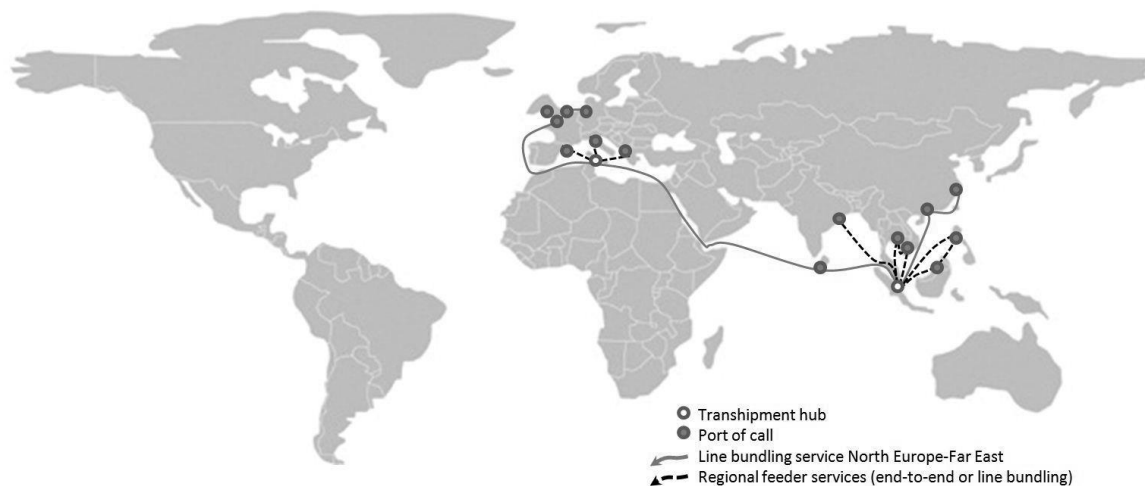 Transhipment hub
Port of call
Line bundling service North Europe-Far East
Regional feeder services (end-to-end or line bundling)